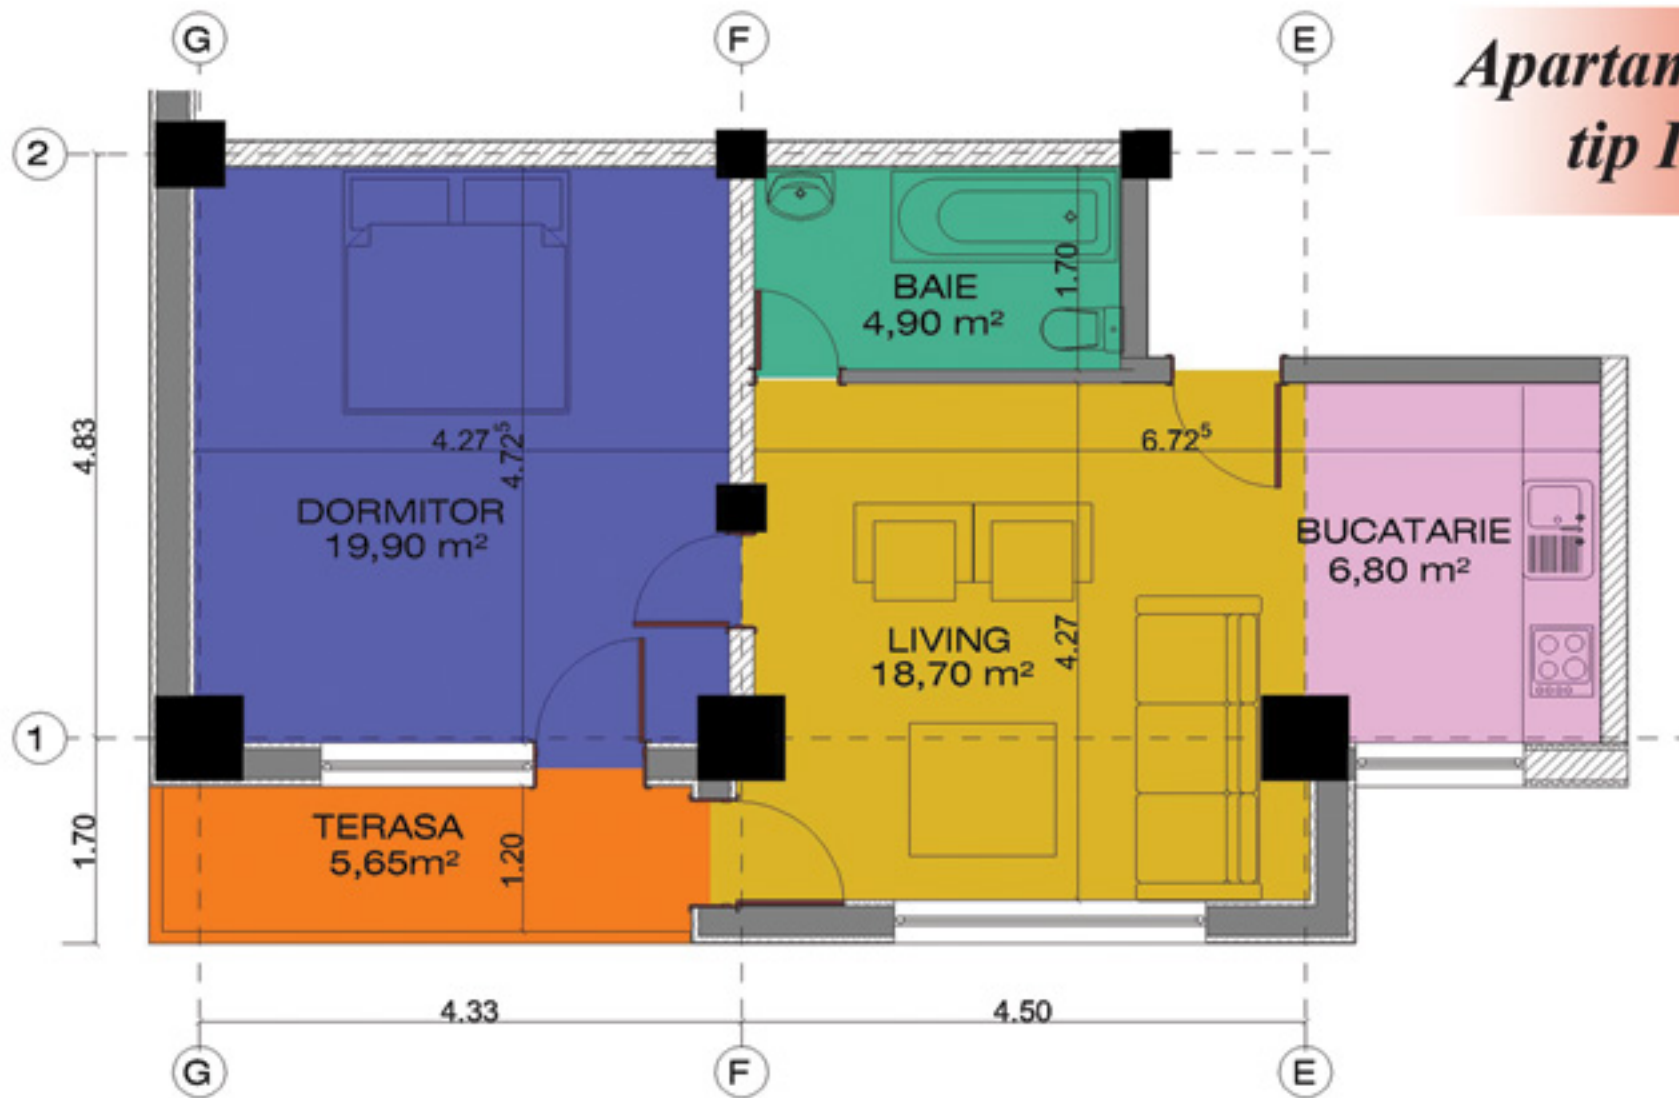 G
F
E
Apartam
tip I
2
BAIE
4,90 m²
1.70
4.83
4.27⁵
4.72⁵
6.72⁵
DORMITOR
19,90 m²
BUCATARIE
6,80 m²
LIVING
18,70 m²
4.27
1
TERASA
5,65m²
1.20
1.70
4.33
4.50
G
F
E